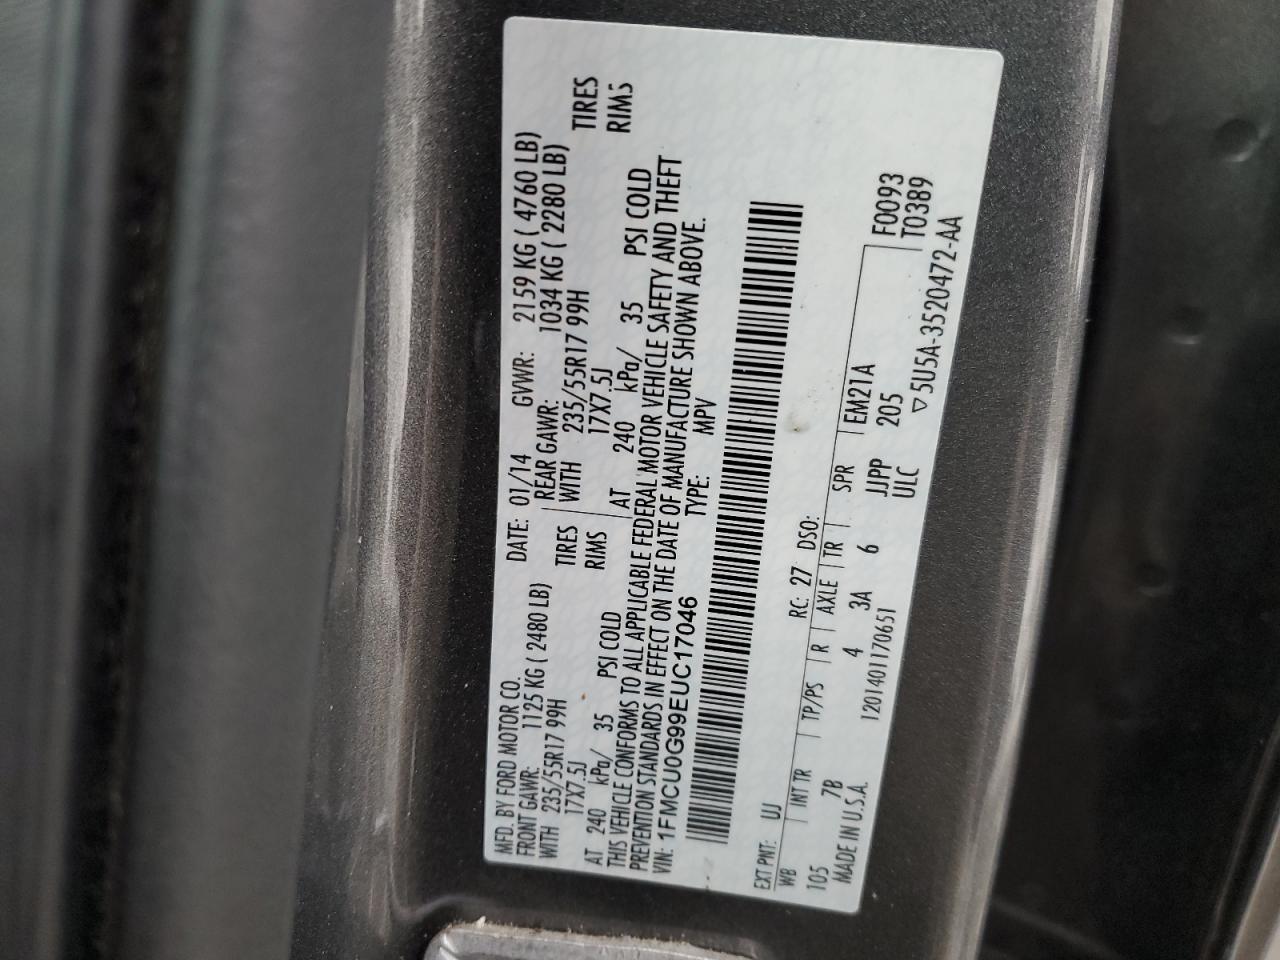 MFD. BY FORD MOTOR CO. DATE: 01/14 GVWR: 2159 KG ( 4760 LB)
FRONT GAWR: 1125 KG ( 2480 LB) REAR GAWR: 1034 KG ( 2280 LB)
WITH 235/55R17 99H TIRES WITH 235/55R17 99H TIRES
17X7.5J RIMS 17X7.5J RIMS
AT 240 kPa/ 35 PSI COLD AT 240 kPa/ 35 PSI COLD
THIS VEHICLE CONFORMS TO ALL APPLICABLE FEDERAL MOTOR VEHICLE SAFETY AND THEFT
PREVENTION STANDARDS IN EFFECT ON THE DATE OF MANUFACTURE SHOWN ABOVE.
VIN: 1FMCU0G99EUC17046 TYPE: MPV
EXT PNT: UJ RC: 27 DSO:
WB INT TR TP/PS R AXLE TR SPR EM21A F0093
105 7B 4 3A 6 JJPP 205 T0389
MADE IN U.S.A. 1201401170651 ULC ▽5U5A-3520472-AA